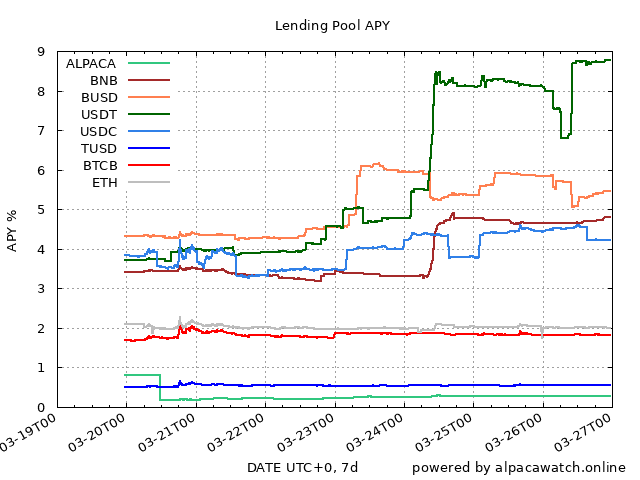 Lending Pool APY
APY %
9
8
7
6
5
4
3
2
1
0
ALPACA
BNB
BUSD
USDT
USDC
TUSD
BTCB
ETH
03-19T00
03-20T00
03-21T00
03-22T00
03-23T00
03-24T00
03-25T00
03-26T00
03-27T00
DATE UTC+0, 7d
powered by alpacawatch.online